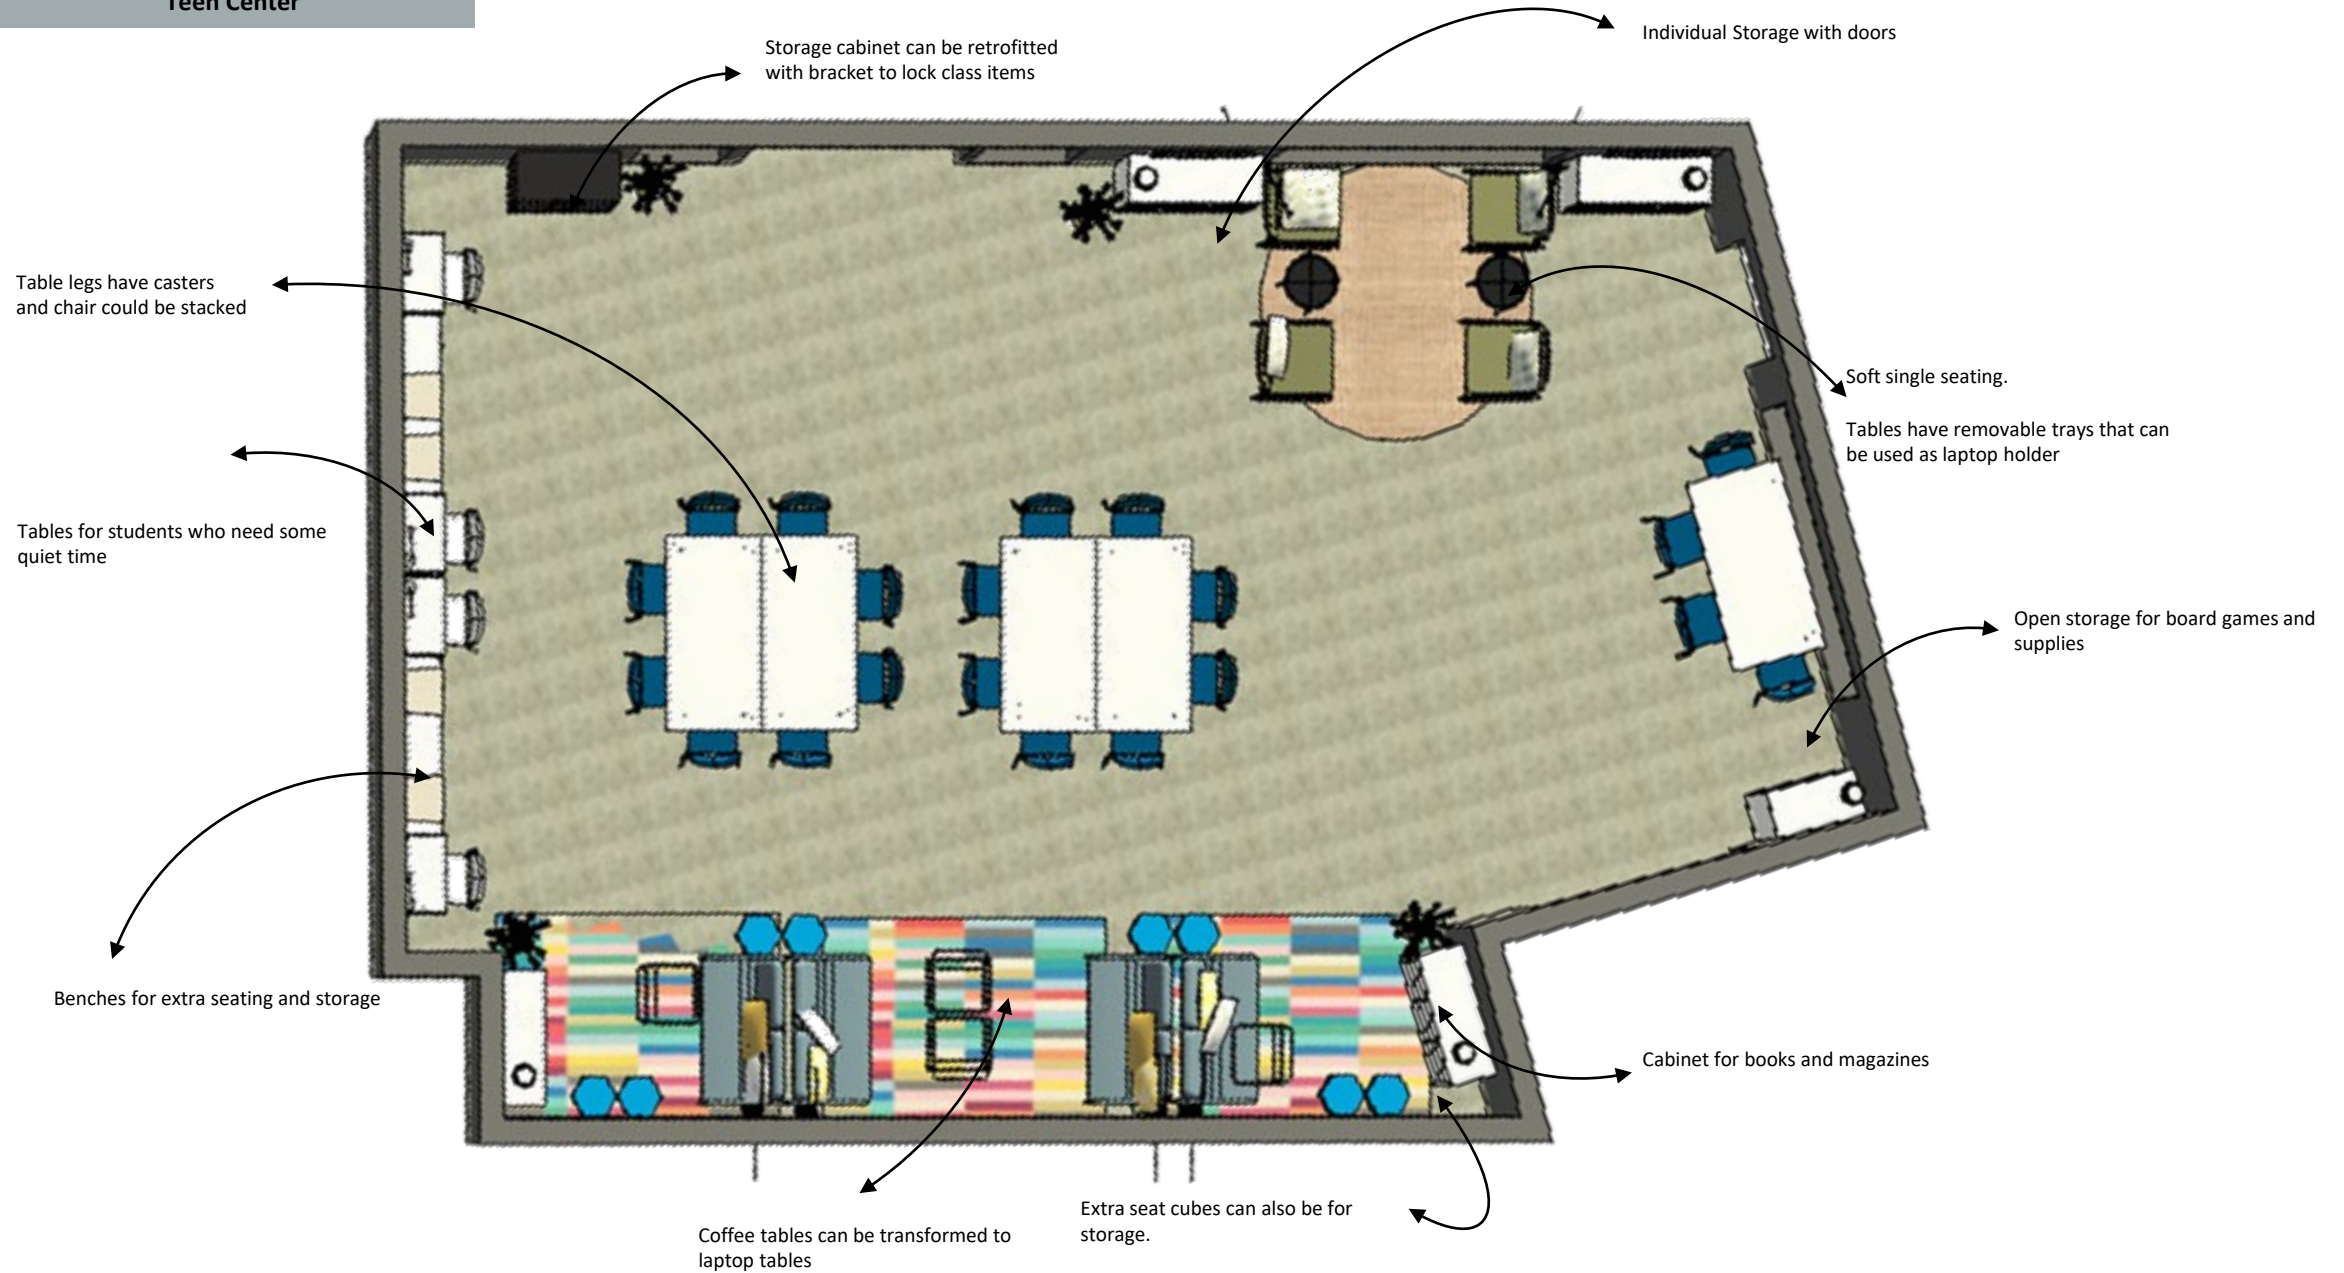 Teen Center
Storage cabinet can be retrofitted
with bracket to lock class items
Individual Storage with doors
Table legs have casters
and chair could be stacked
Soft single seating.
Tables have removable trays that can
be used as laptop holder
Tables for students who need some
quiet time
Open storage for board games and
supplies
Benches for extra seating and storage
Cabinet for books and magazines
Extra seat cubes can also be for
storage.
Coffee tables can be transformed to
laptop tables